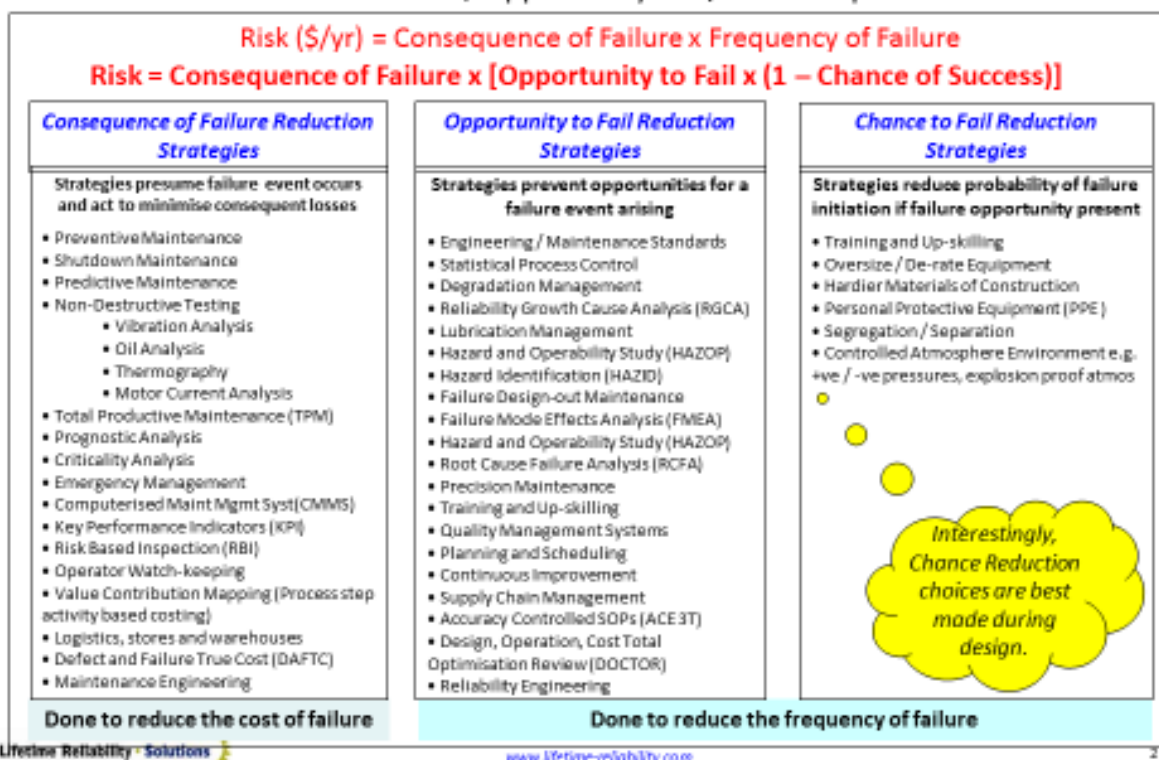 Risk ($/yr) = Consequence of Failure x Frequency of Failure
Risk = Consequence of Failure x [Opportunity to Fail x (1 – Chance of Success)]
Consequence of Failure Reduction
Strategies
Strategies presume failure event occurs
and act to minimise consequent losses
• Preventive Maintenance
• Shutdown Maintenance
• Predictive Maintenance
• Non-Destructive Testing
• Vibration Analysis
• Oil Analysis
• Thermography
• Motor Current Analysis
• Total Productive Maintenance (TPM)
• Prognostic Analysis
• Criticality Analysis
• Emergency Management
• Computerised Maint Mgmt Syst(CMMS)
• Key Performance Indicators (KPI)
• Risk Based Inspection (RBI)
• Operator Watch-keeping
• Value Contribution Mapping (Process step
activity based costing)
• Logistics, stores and warehouses
• Defect and Failure True Cost (DAFTC)
• Maintenance Engineering
Done to reduce the cost of failure
Opportunity to Fail Reduction
Strategies
Strategies prevent opportunities for a
failure event arising
• Engineering / Maintenance Standards
• Statistical Process Control
• Degradation Management
• Reliability Growth Cause Analysis (RGCA)
• Lubrication Management
• Hazard and Operability Study (HAZOP)
• Hazard Identification (HAZID)
• Failure Design-out Maintenance
• Failure Mode Effects Analysis (FMEA)
• Hazard and Operability Study (HAZOP)
• Root Cause Failure Analysis (RCFA)
• Precision Maintenance
• Training and Up-skilling
• Quality Management Systems
• Planning and Scheduling
• Continuous Improvement
• Supply Chain Management
• Accuracy Controlled SOPs (ACE 3T)
• Design, Operation, Cost Total
Optimisation Review (DOCTOR)
• Reliability Engineering
Chance to Fail Reduction
Strategies
Strategies reduce probability of failure
initiation if failure opportunity present
• Training and Up-skilling
• Oversize / De-rate Equipment
• Hardier Materials of Construction
• Personal Protective Equipment (PPE)
• Segregation / Separation
• Controlled Atmosphere Environment e.g.
+ve / -ve pressures, explosion proof atmos
Interestingly,
Chance Reduction
choices are best
made during
design.
Done to reduce the frequency of failure
Lifetime Reliability Solutions
www.lifetime-reliability.com
2